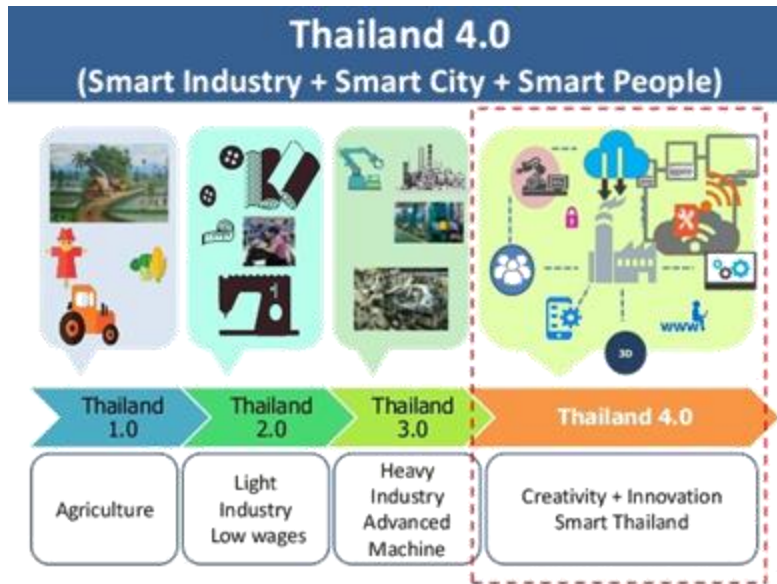 Thailand 4.0
(Smart Industry + Smart City + Smart People)
www
3D
Thailand
1.0
Thailand
2.0
Thailand
3.0
Thailand 4.0
Agriculture
Light
Industry
Low wages
Heavy
Industry
Advanced
Machine
Creativity + Innovation
Smart Thailand